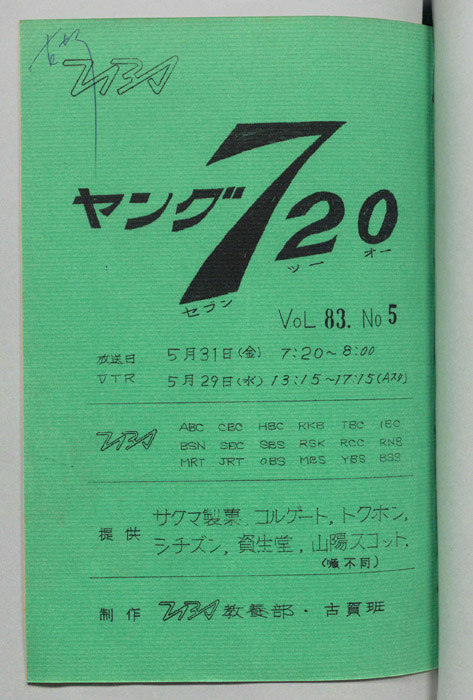 TBS
ヤング720
セブン ツー オー
VoL 83. No 5
放送日 5月31日(金) 7:20~8:00
VTR 5月29日(水) 13:15~17:15(Aスタ)
TBS ABC CBC HBC RKB TBC IBC
BSN SBC SBS RSK RCC RNB
MRT JRT OBS MBS YBS BSS
提供 サクマ製菓, コルゲート, トクホン,
シチズン, 資生堂, 山陽スコット,
(順不同)
制作 TBS 教養部・古賀班